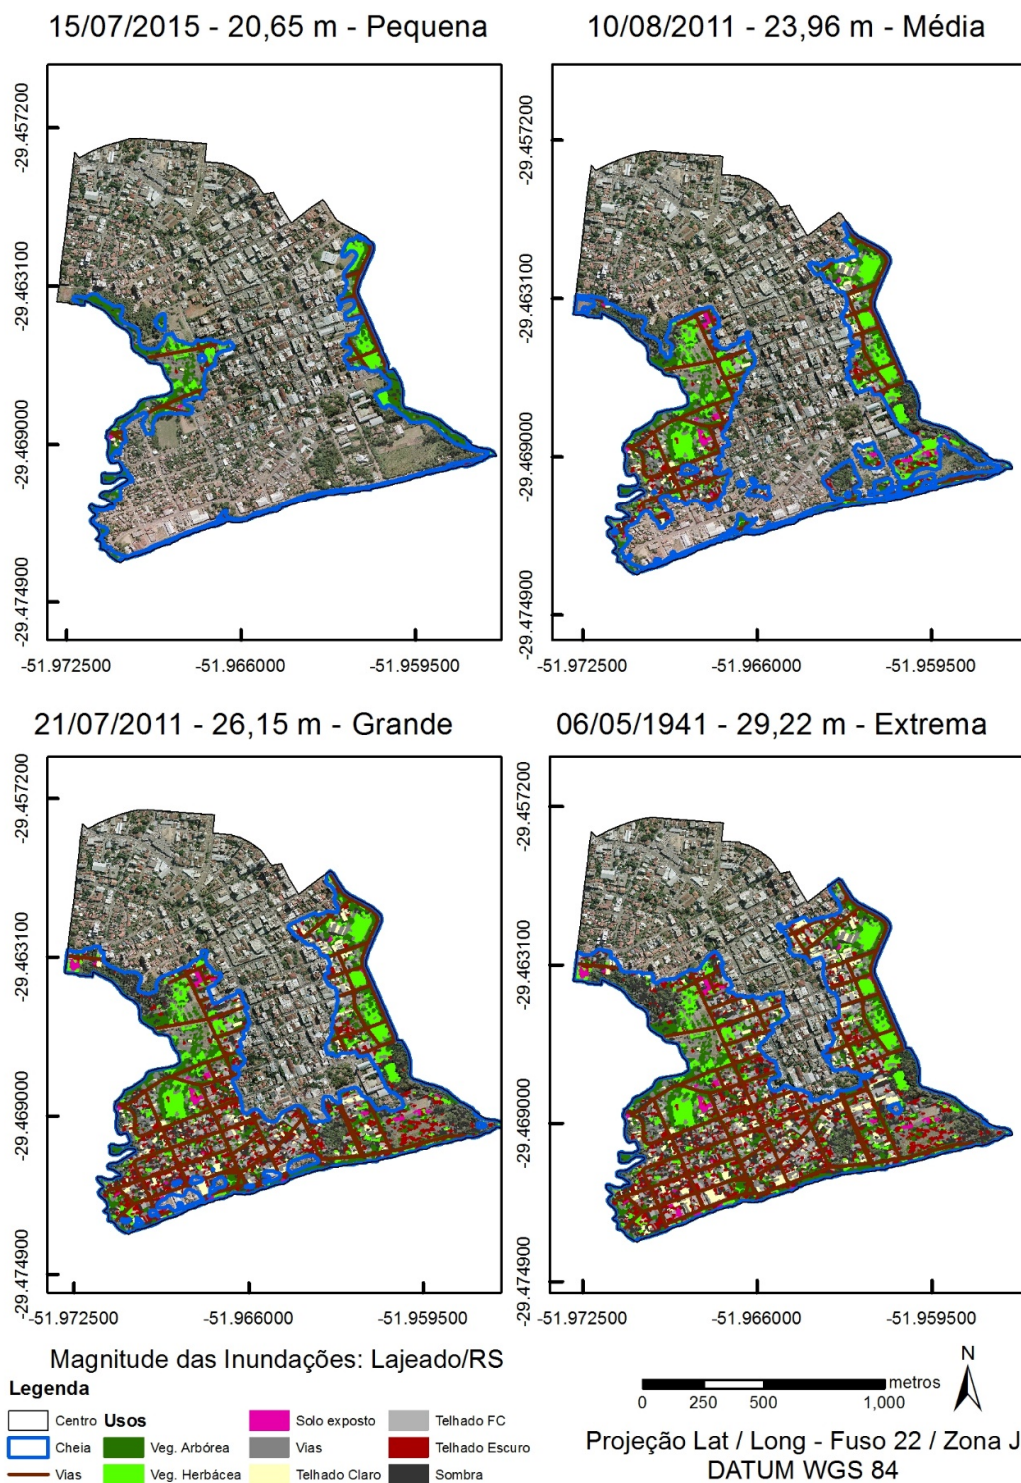 15/07/2015 - 20,65 m - Pequena
10/08/2011 - 23,96 m - Média
-29.457200
-29.463100
-29.469000
-29.474900
-51.972500
-51.966000
-51.959500
-29.457200
-29.463100
-29.469000
-29.474900
-51.972500
-51.966000
-51.959500
21/07/2011 - 26,15 m - Grande
06/05/1941 - 29,22 m - Extrema
-29.457200
-29.463100
-29.469000
-29.474900
-51.972500
-51.966000
-51.959500
-29.457200
-29.463100
-29.469000
-29.474900
-51.972500
-51.966000
-51.959500
Magnitude das Inundações: Lajeado/RS
Legenda
Centro
Cheia
Vias
Usos
Veg. Arbórea
Veg. Herbácea
Solo exposto
Vias
Telhado Claro
Telhado FC
Telhado Escuro
Sombra
N
metros
0 250 500 1,000
Projeção Lat / Long - Fuso 22 / Zona J
DATUM WGS 84